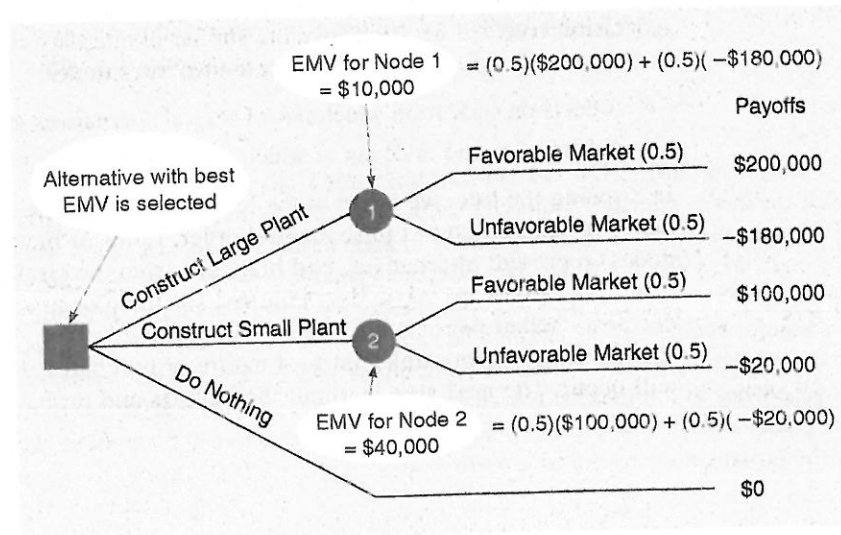 EMV for Node 1 = (0.5)($200,000) + (0.5)( −$180,000)
= $10,000
Payoffs
Favorable Market (0.5) $200,000
Alternative with best
EMV is selected
1
Construct Large Plant
Unfavorable Market (0.5) −$180,000
Favorable Market (0.5) $100,000
Construct Small Plant
2
Unfavorable Market (0.5) −$20,000
Do Nothing
EMV for Node 2 = (0.5)($100,000) + (0.5)( −$20,000)
= $40,000
$0